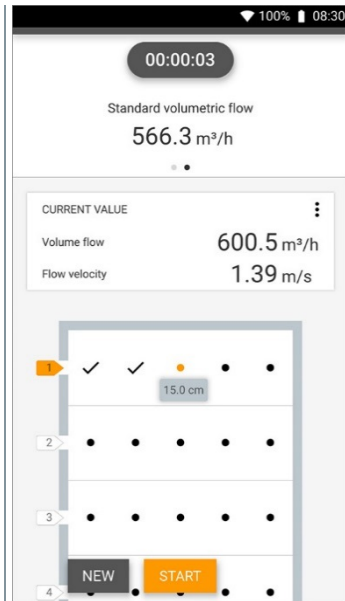 100% 08:30
00:00:03
Standard volumetric flow
566.3 m³/h
CURRENT VALUE
Volume flow 600.5 m³/h
Flow velocity 1.39 m/s
1
15.0 cm
2
3
NEW START
4